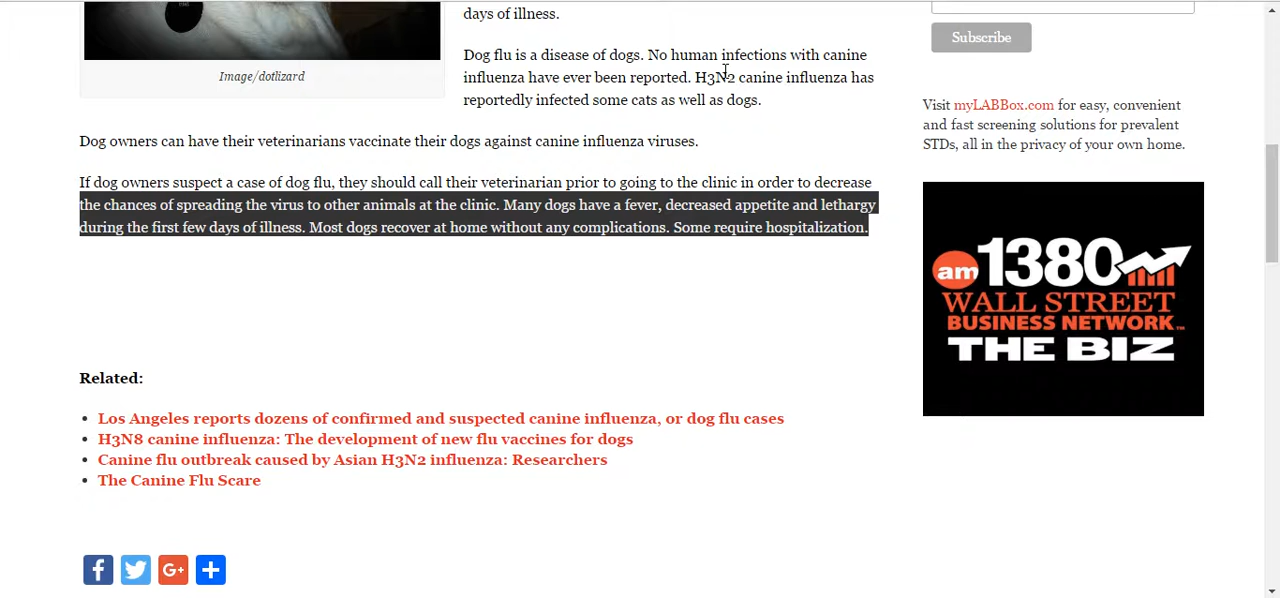 days of illness.
Dog flu is a disease of dogs. No human infections with canine
influenza have ever been reported. H3N2 canine influenza has
reportedly infected some cats as well as dogs.
Image/dotlizard
Dog owners can have their veterinarians vaccinate their dogs against canine influenza viruses.
If dog owners suspect a case of dog flu, they should call their veterinarian prior to going to the clinic in order to decrease
the chances of spreading the virus to other animals at the clinic. Many dogs have a fever, decreased appetite and lethargy
during the first few days of illness. Most dogs recover at home without any complications. Some require hospitalization.
Related:
Los Angeles reports dozens of confirmed and suspected canine influenza, or dog flu cases
H3N8 canine influenza: The development of new flu vaccines for dogs
Canine flu outbreak caused by Asian H3N2 influenza: Researchers
The Canine Flu Scare
f
G+
Subscribe
Visit myLABBox.com for easy, convenient
and fast screening solutions for prevalent
STDs, all in the privacy of your own home.
am 1380
WALL STREET
BUSINESS NETWORK™
THE BIZ